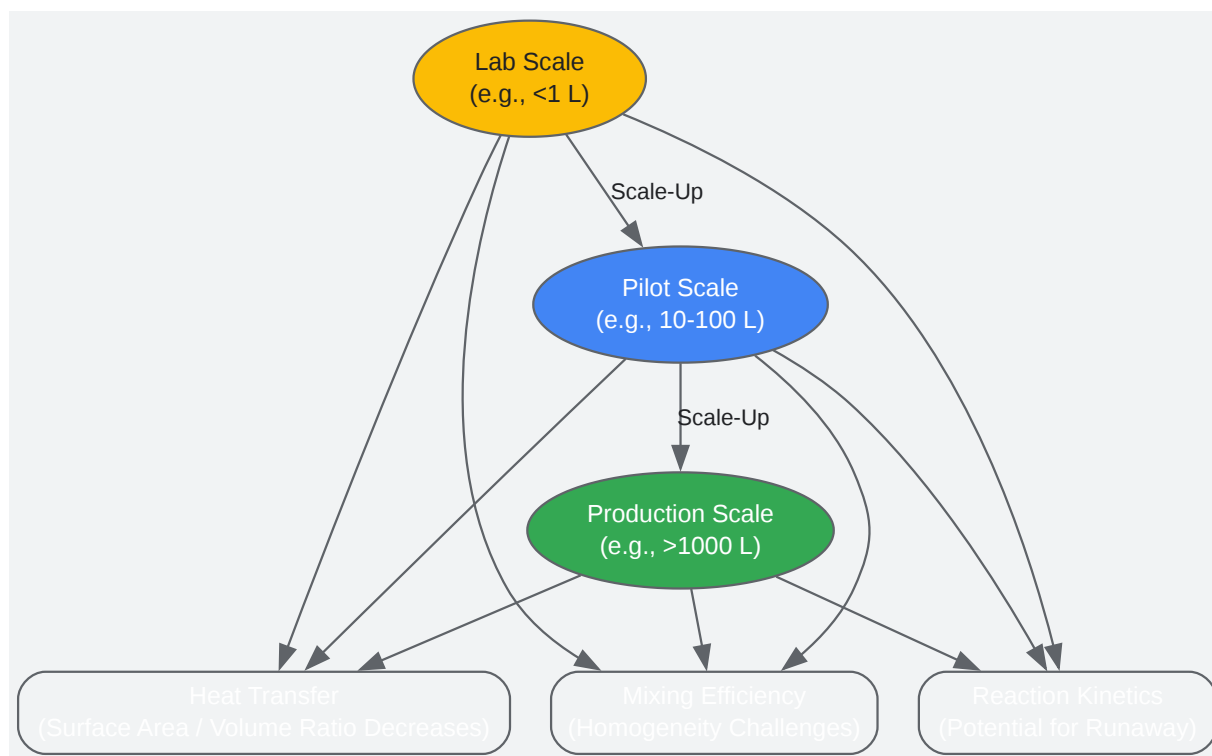 Lab Scale
(e.g., <1 L)
Scale-Up
Pilot Scale
(e.g., 10-100 L)
Scale-Up
Production Scale
(e.g., >1000 L)
Heat Transfer
(Surface Area / Volume Ratio Decreases)
Mixing Efficiency
(Homogeneity Challenges)
Reaction Kinetics
(Potential for Runaway)